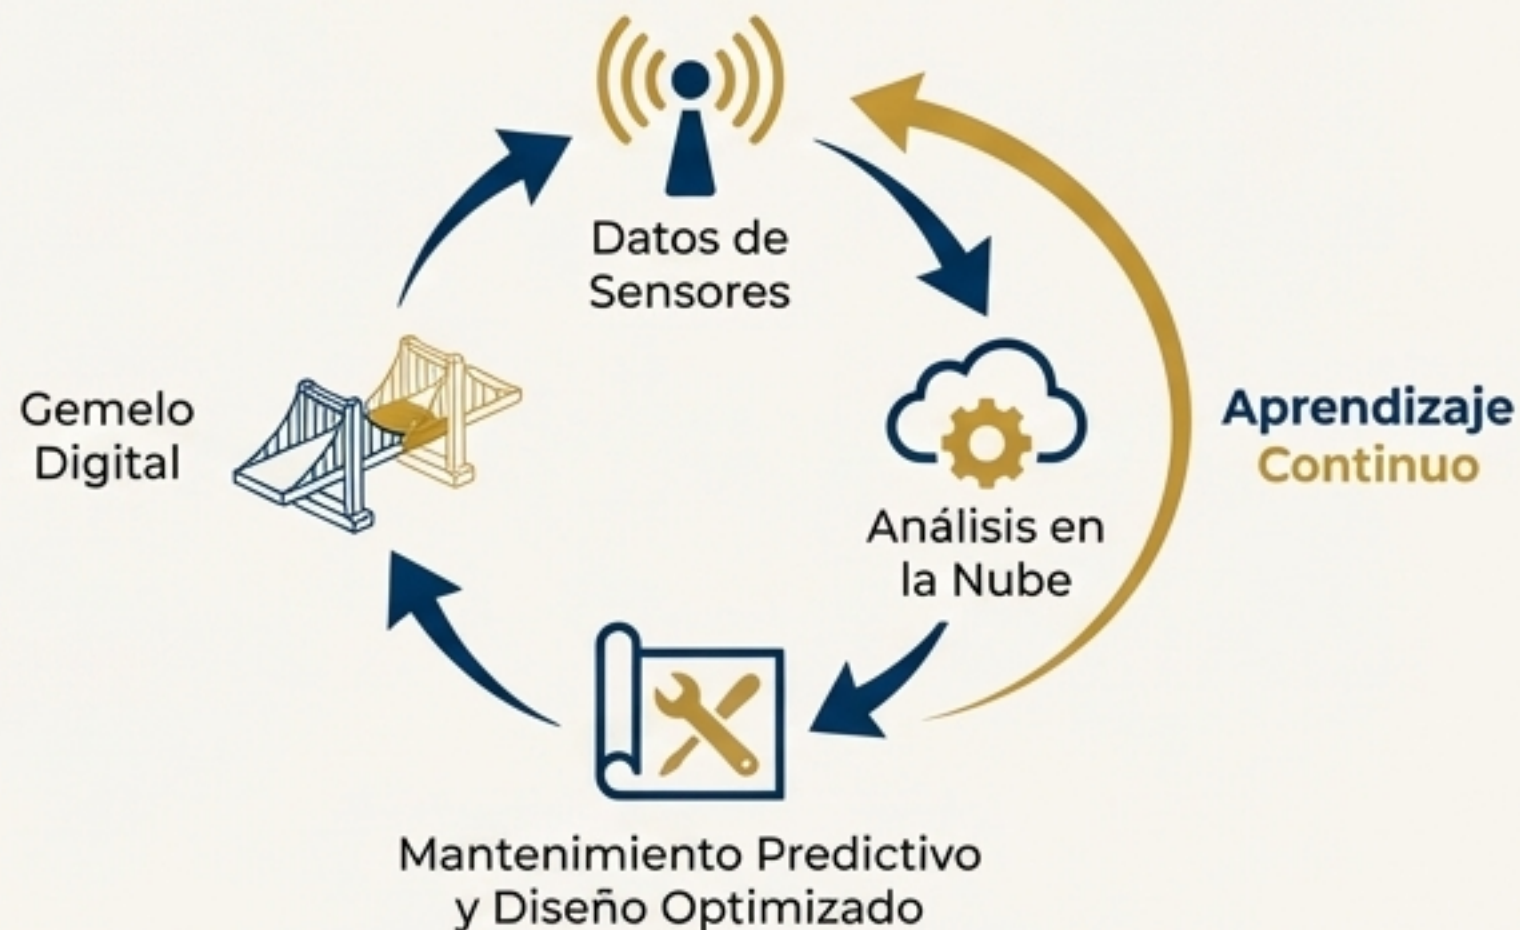 Datos de
Sensores
Gemelo
Digital
Aprendizaje
Continuo
Análisis en
la Nube
Mantenimiento Predictivo
y Diseño Optimizado